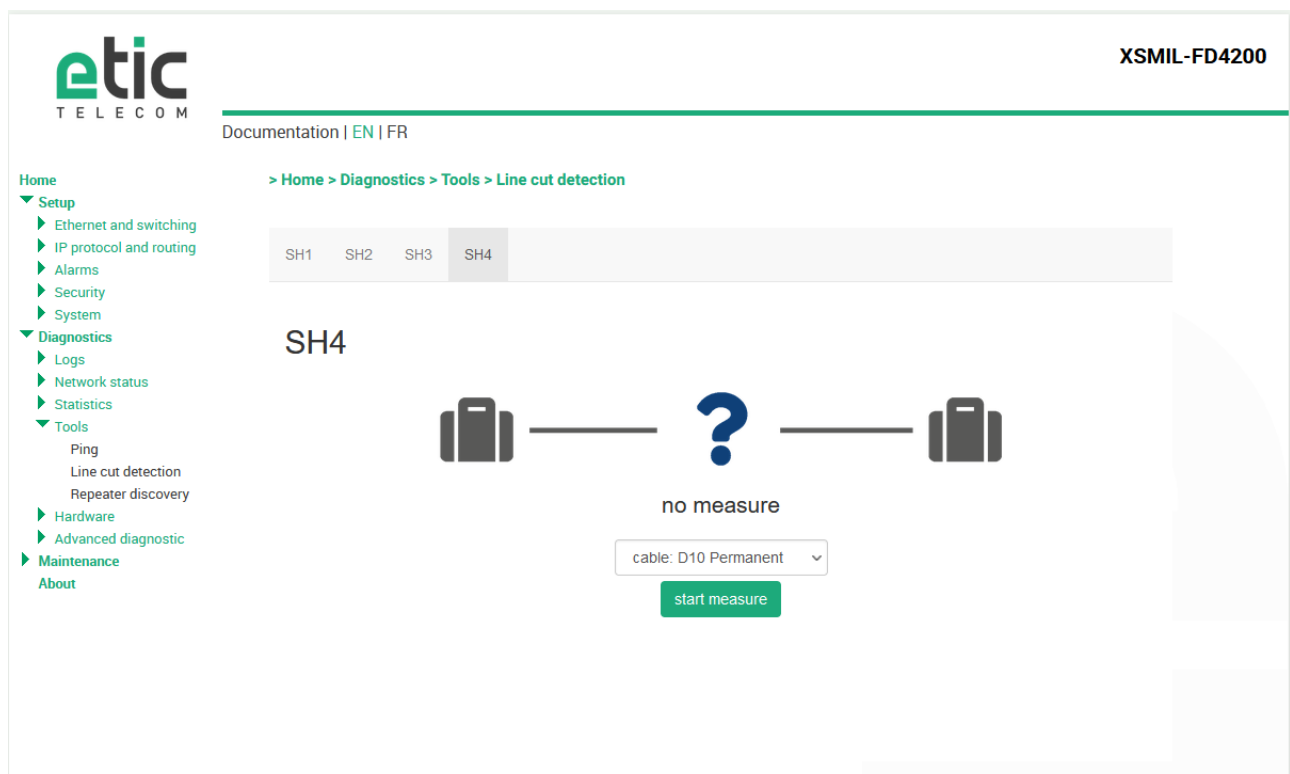 etic
TELECOM
XSMIL-FD4200
Documentation | EN | FR
Home
Setup
Ethernet and switching
IP protocol and routing
Alarms
Security
System
Diagnostics
Logs
Network status
Statistics
Tools
Ping
Line cut detection
Repeater discovery
Hardware
Advanced diagnostic
Maintenance
About
> Home > Diagnostics > Tools > Line cut detection
SH1 SH2 SH3 SH4
SH4
?
no measure
cable: D10 Permanent
start measure